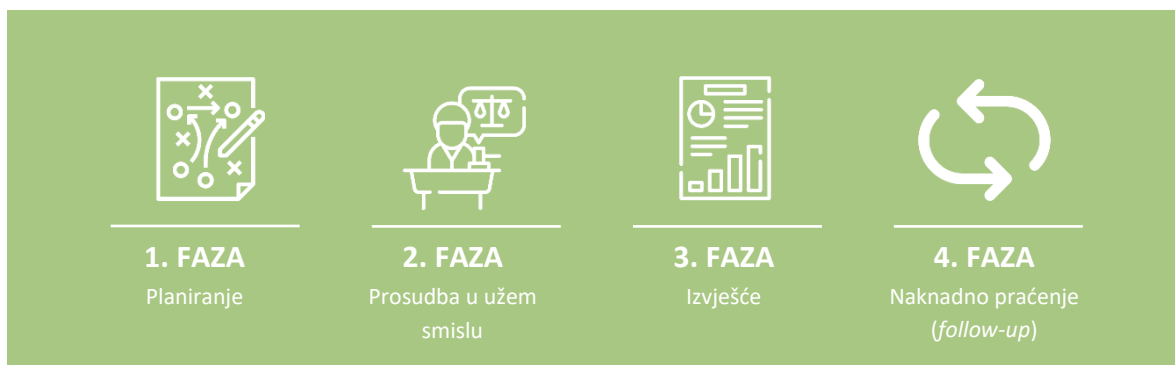 1. FAZA
Planiranje
2. FAZA
Prosudba u užem
smislu
3. FAZA
Izvješće
4. FAZA
Naknadno praćenje
(follow-up)